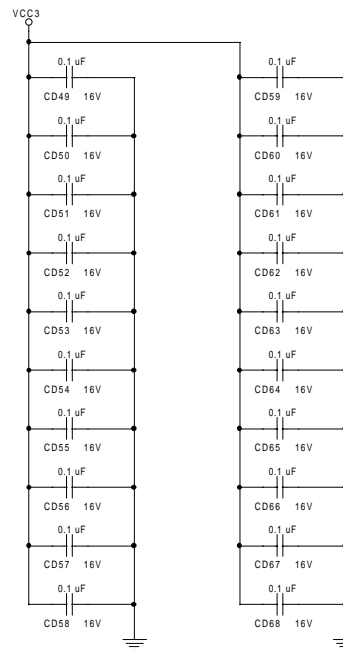 VCC3
0.1 uF
CD49 16V
0.1 uF
CD50 16V
0.1 uF
CD51 16V
0.1 uF
CD52 16V
0.1 uF
CD53 16V
0.1 uF
CD54 16V
0.1 uF
CD55 16V
0.1 uF
CD56 16V
0.1 uF
CD57 16V
0.1 uF
CD58 16V
0.1 uF
CD59 16V
0.1 uF
CD60 16V
0.1 uF
CD61 16V
0.1 uF
CD62 16V
0.1 uF
CD63 16V
0.1 uF
CD64 16V
0.1 uF
CD65 16V
0.1 uF
CD66 16V
0.1 uF
CD67 16V
0.1 uF
CD68 16V